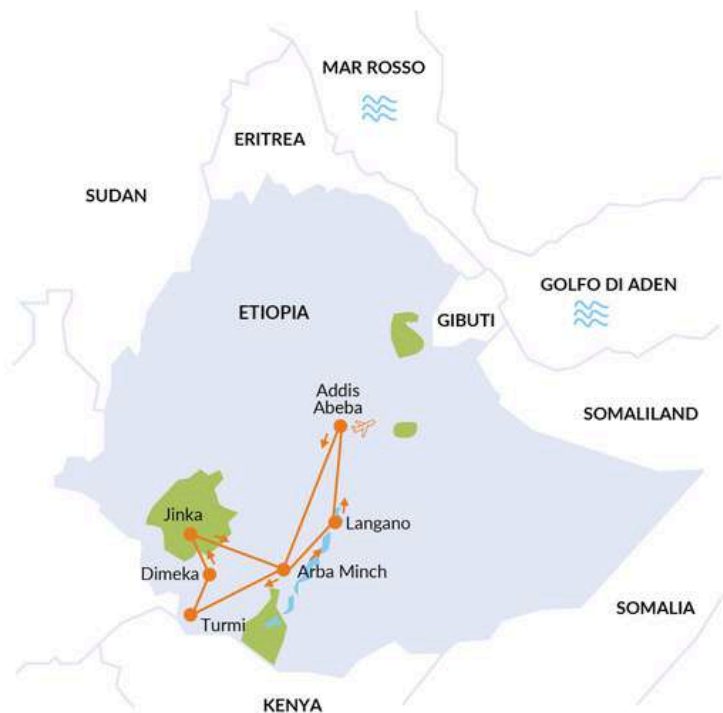 MAR ROSSO
ERITREA
SUDAN
GOLFO DI ADEN
ETIOPIA
GIBUTI
Addis
Abeba
SOMALILAND
Jinka
Langano
Arba Minch
Dimeka
SOMALIA
Turmi
KENYA